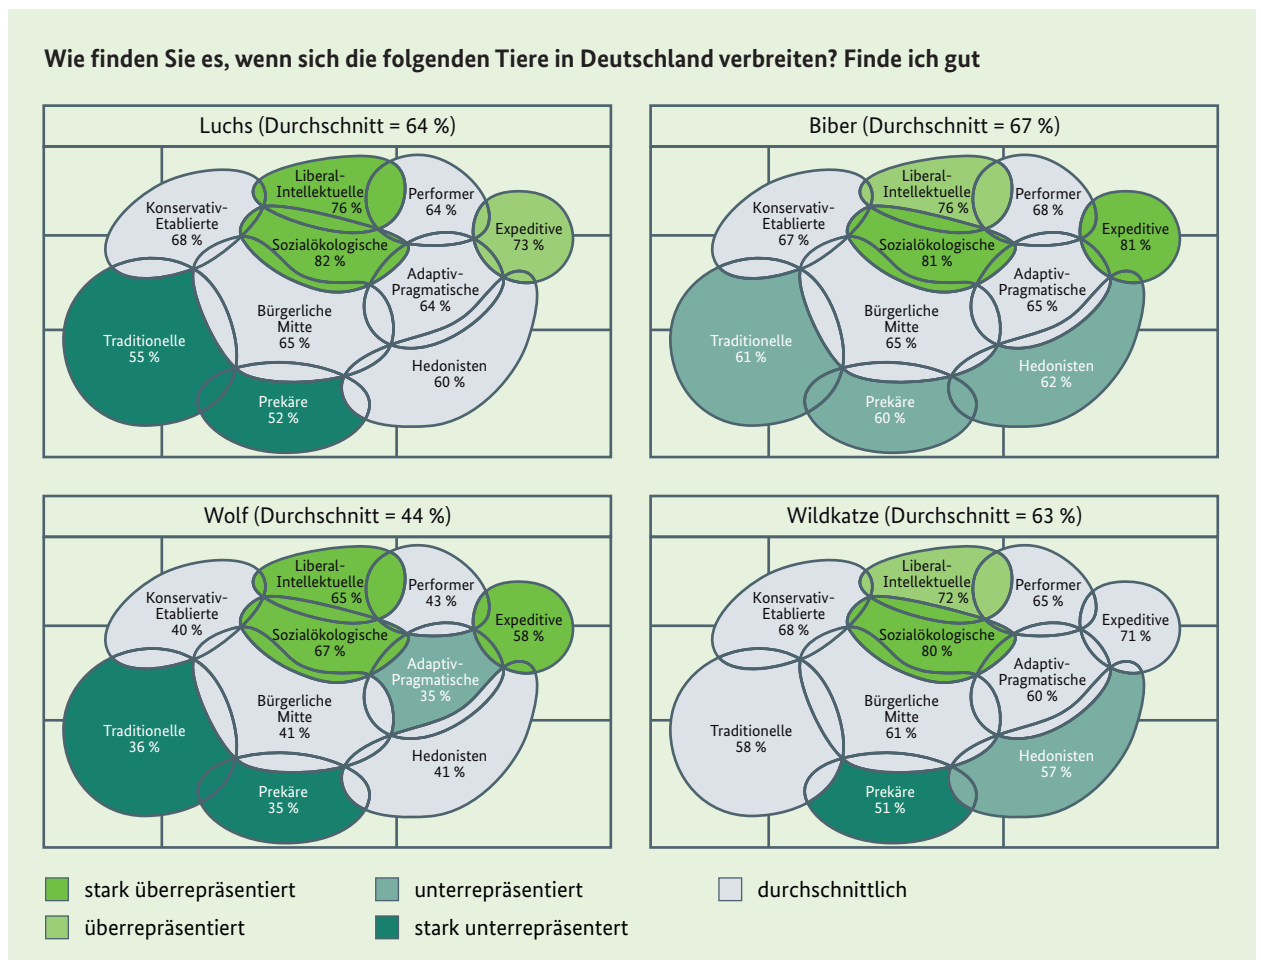 Wie finden Sie es, wenn sich die folgenden Tiere in Deutschland verbreiten? Finde ich gut
Luchs (Durchschnitt = 64 %)
Liberal-
Intellektuelle
76 %
Performer
64 %
Konservativ-
Etablierte
68 %
Expeditive
73 %
Sozialökologische
82 %
Adaptiv-
Pragmatische
64 %
Bürgerliche
Mitte
65 %
Traditionelle
55 %
Hedonisten
60 %
Prekäre
52 %
Biber (Durchschnitt = 67 %)
Liberal-
Intellektuelle
76 %
Performer
68 %
Konservativ-
Etablierte
67 %
Expeditive
81 %
Sozialökologische
81 %
Adaptiv-
Pragmatische
65 %
Bürgerliche
Mitte
65 %
Traditionelle
61 %
Hedonisten
62 %
Prekäre
60 %
Wolf (Durchschnitt = 44 %)
Liberal-
Intellektuelle
65 %
Performer
43 %
Konservativ-
Etablierte
40 %
Expeditive
58 %
Sozialökologische
67 %
Adaptiv-
Pragmatische
35 %
Bürgerliche
Mitte
41 %
Traditionelle
36 %
Hedonisten
41 %
Prekäre
35 %
Wildkatze (Durchschnitt = 63 %)
Liberal-
Intellektuelle
72 %
Performer
65 %
Konservativ-
Etablierte
68 %
Expeditive
71 %
Sozialökologische
80 %
Adaptiv-
Pragmatische
60 %
Bürgerliche
Mitte
61 %
Traditionelle
58 %
Hedonisten
57 %
Prekäre
51 %
stark überrepräsentiert
unterrepräsentiert
durchschnittlich
überrepräsentiert
stark unterrepräsentert